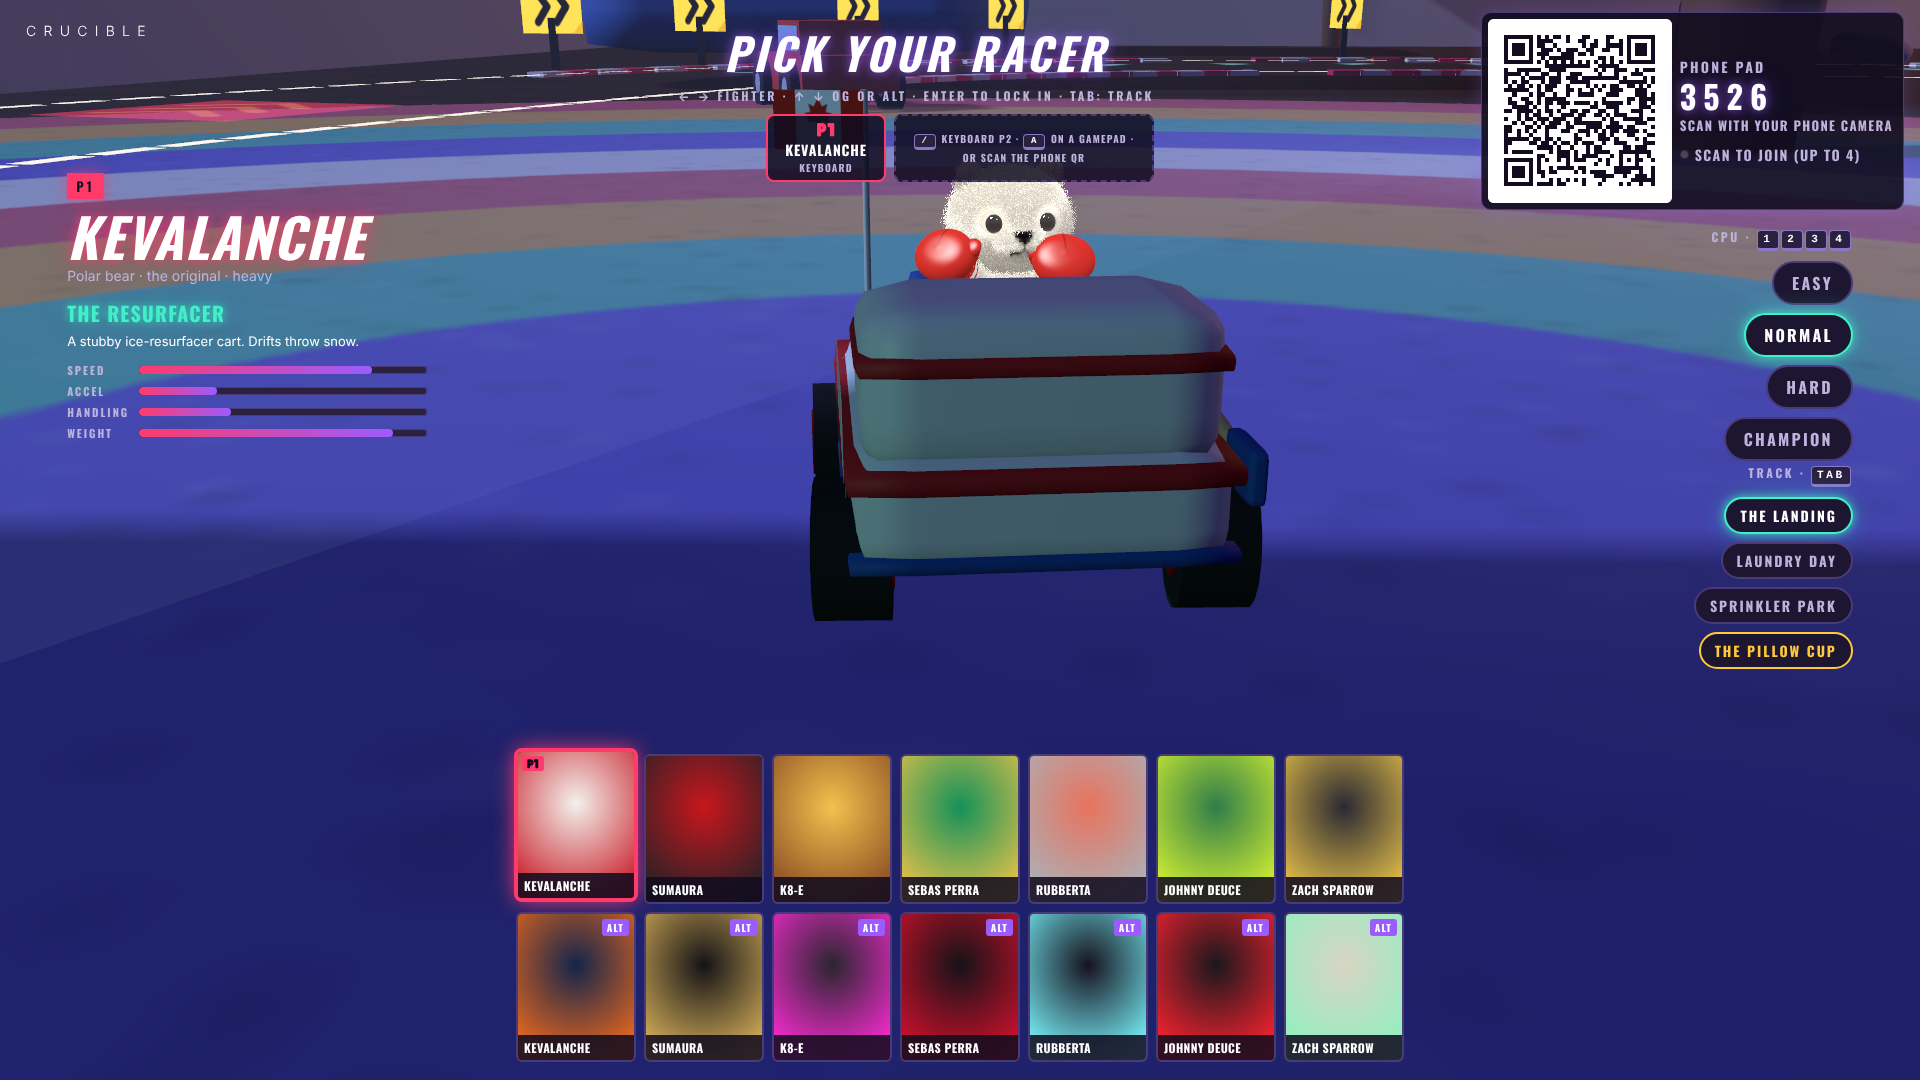 CRUCIBLE
PICK YOUR RACER
← → FIGHTER · ↑ ↓ OG OR ALT · ENTER TO LOCK IN · TAB: TRACK
P1
KEVALANCHE
KEYBOARD
/ KEYBOARD P2 · A ON A GAMEPAD ·
OR SCAN THE PHONE QR
PHONE PAD
3526
SCAN WITH YOUR PHONE CAMERA
SCAN TO JOIN (UP TO 4)
P1
KEVALANCHE
Polar bear · the original · heavy
THE RESURFACER
A stubby ice-resurfacer cart. Drifts throw snow.
SPEED
ACCEL
HANDLING
WEIGHT
CPU · 1 2 3 4
EASY
NORMAL
HARD
CHAMPION
TRACK · TAB
THE LANDING
LAUNDRY DAY
SPRINKLER PARK
THE PILLOW CUP
P1
KEVALANCHE
SUMAURA
K8-E
SEBAS PERRA
RUBBERTA
JOHNNY DEUCE
ZACH SPARROW
ALT
ALT
ALT
ALT
ALT
ALT
ALT
KEVALANCHE
SUMAURA
K8-E
SEBAS PERRA
RUBBERTA
JOHNNY DEUCE
ZACH SPARROW